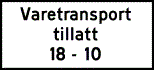 Varetransport
tillatt
18 - 10